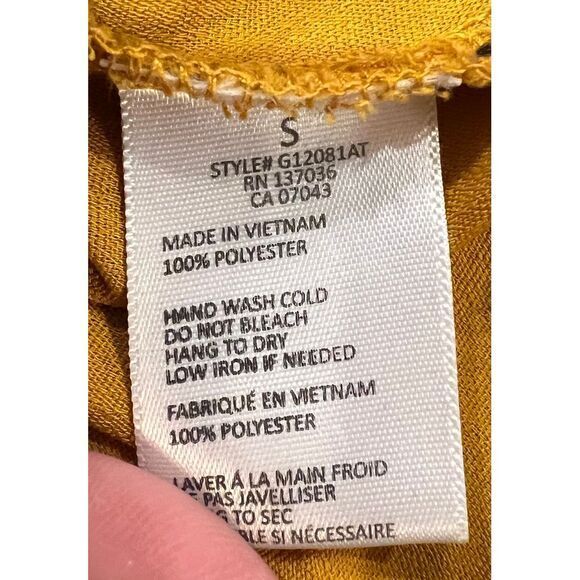 S
STYLE# G12081AT
RN 137036
CA 07043
MADE IN VIETNAM
100% POLYESTER
HAND WASH COLD
DO NOT BLEACH
HANG TO DRY
LOW IRON IF NEEDED
FABRIQUÉ EN VIETNAM
100% POLYESTER
LAVER Á LA MAIN FROID
PAS JAVELLISER
TO SEC
SI NÉCESSAIRE